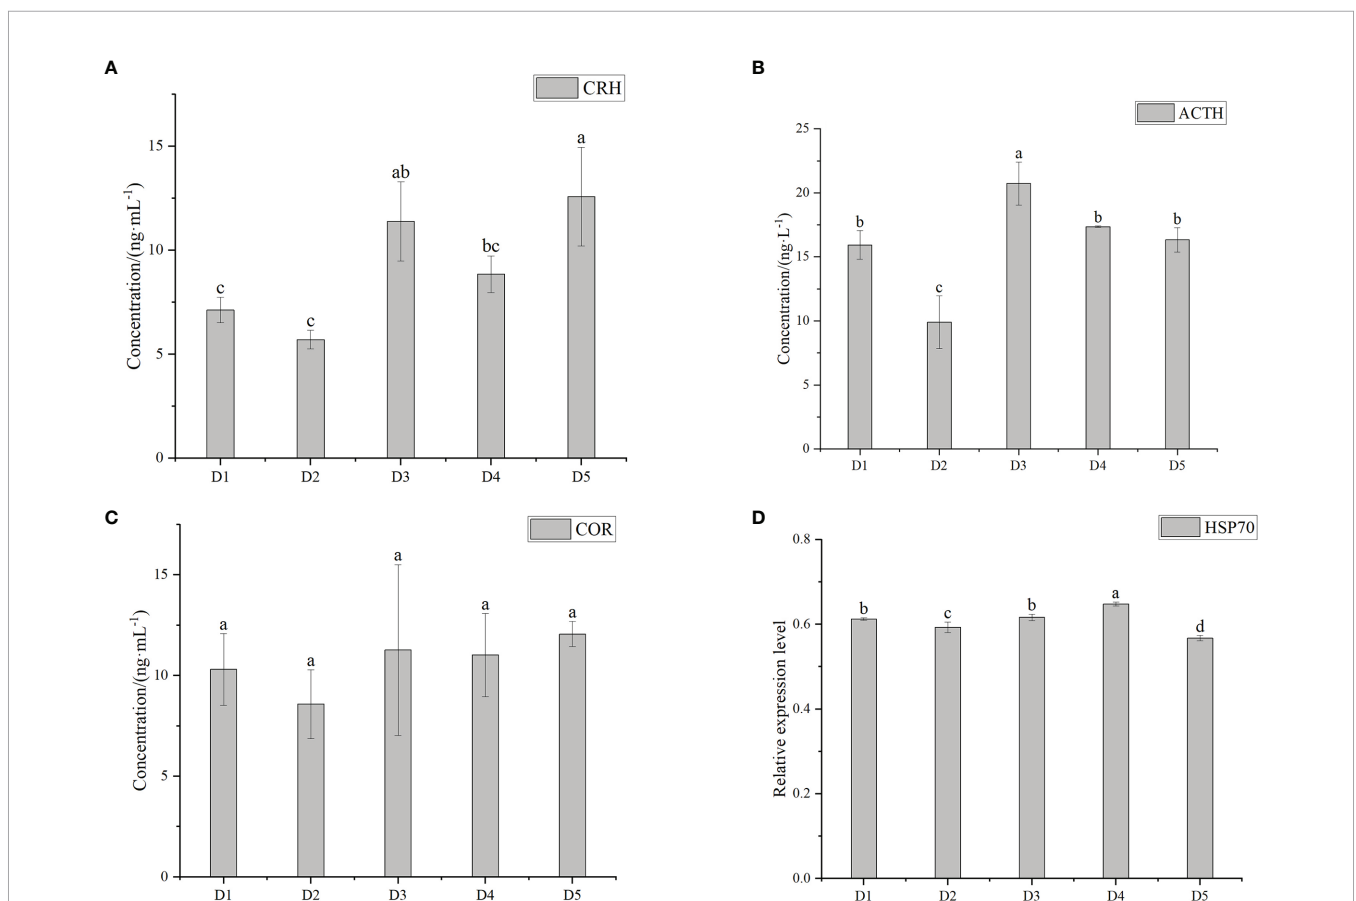 A
CRH
Concentration/(ng·mL⁻¹)
15
10
5
0
c
c
ab
bc
a
D1 D2 D3 D4 D5
B
ACTH
Concentration/(ng·L⁻¹)
25
20
15
10
5
0
b
c
a
b
b
D1 D2 D3 D4 D5
C
COR
Concentration/(ng·mL⁻¹)
15
10
5
0
a
a
a
a
a
D1 D2 D3 D4 D5
D
HSP70
Relative expression level
0.8
0.6
0.4
0.2
0.0
b
c
b
a
d
D1 D2 D3 D4 D5